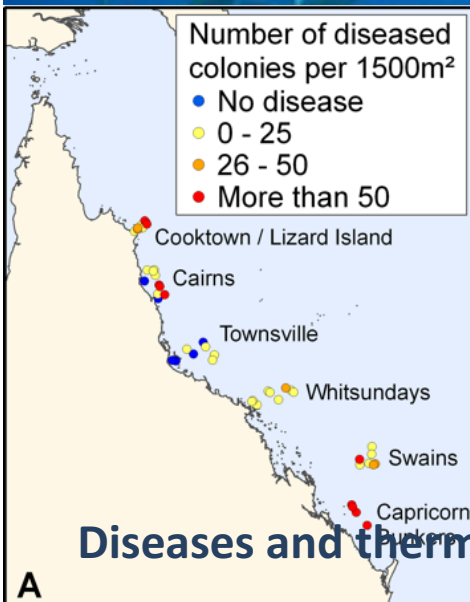 Number of diseased
colonies per 1500m²
No disease
0 - 25
26 - 50
More than 50
Cooktown / Lizard Island
Cairns
Townsville
Whitsundays
Swains
Capricorn
Bunkers
Diseases and therm
A